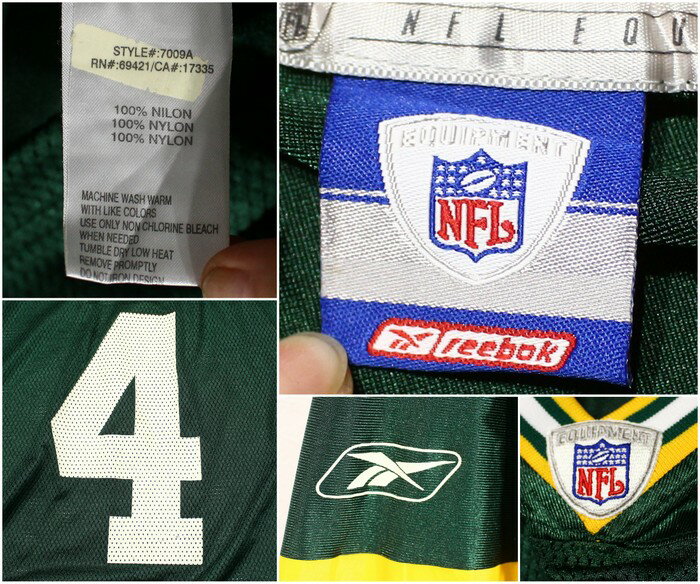 STYLE#:7009A
RN#:69421/CA#:17335
100% NILON
100% NYLON
100% NYLON
MACHINE WASH WARM
WITH LIKE COLORS
USE ONLY NON CHLORINE BLEACH
WHEN NEEDED
TUMBLE DRY LOW HEAT
REMOVE PROMPTLY
DO NOT IRON DESIGN
NFL EQU
EQUIPMENT
NFL
Reebok
4
EQUIPMENT
NFL